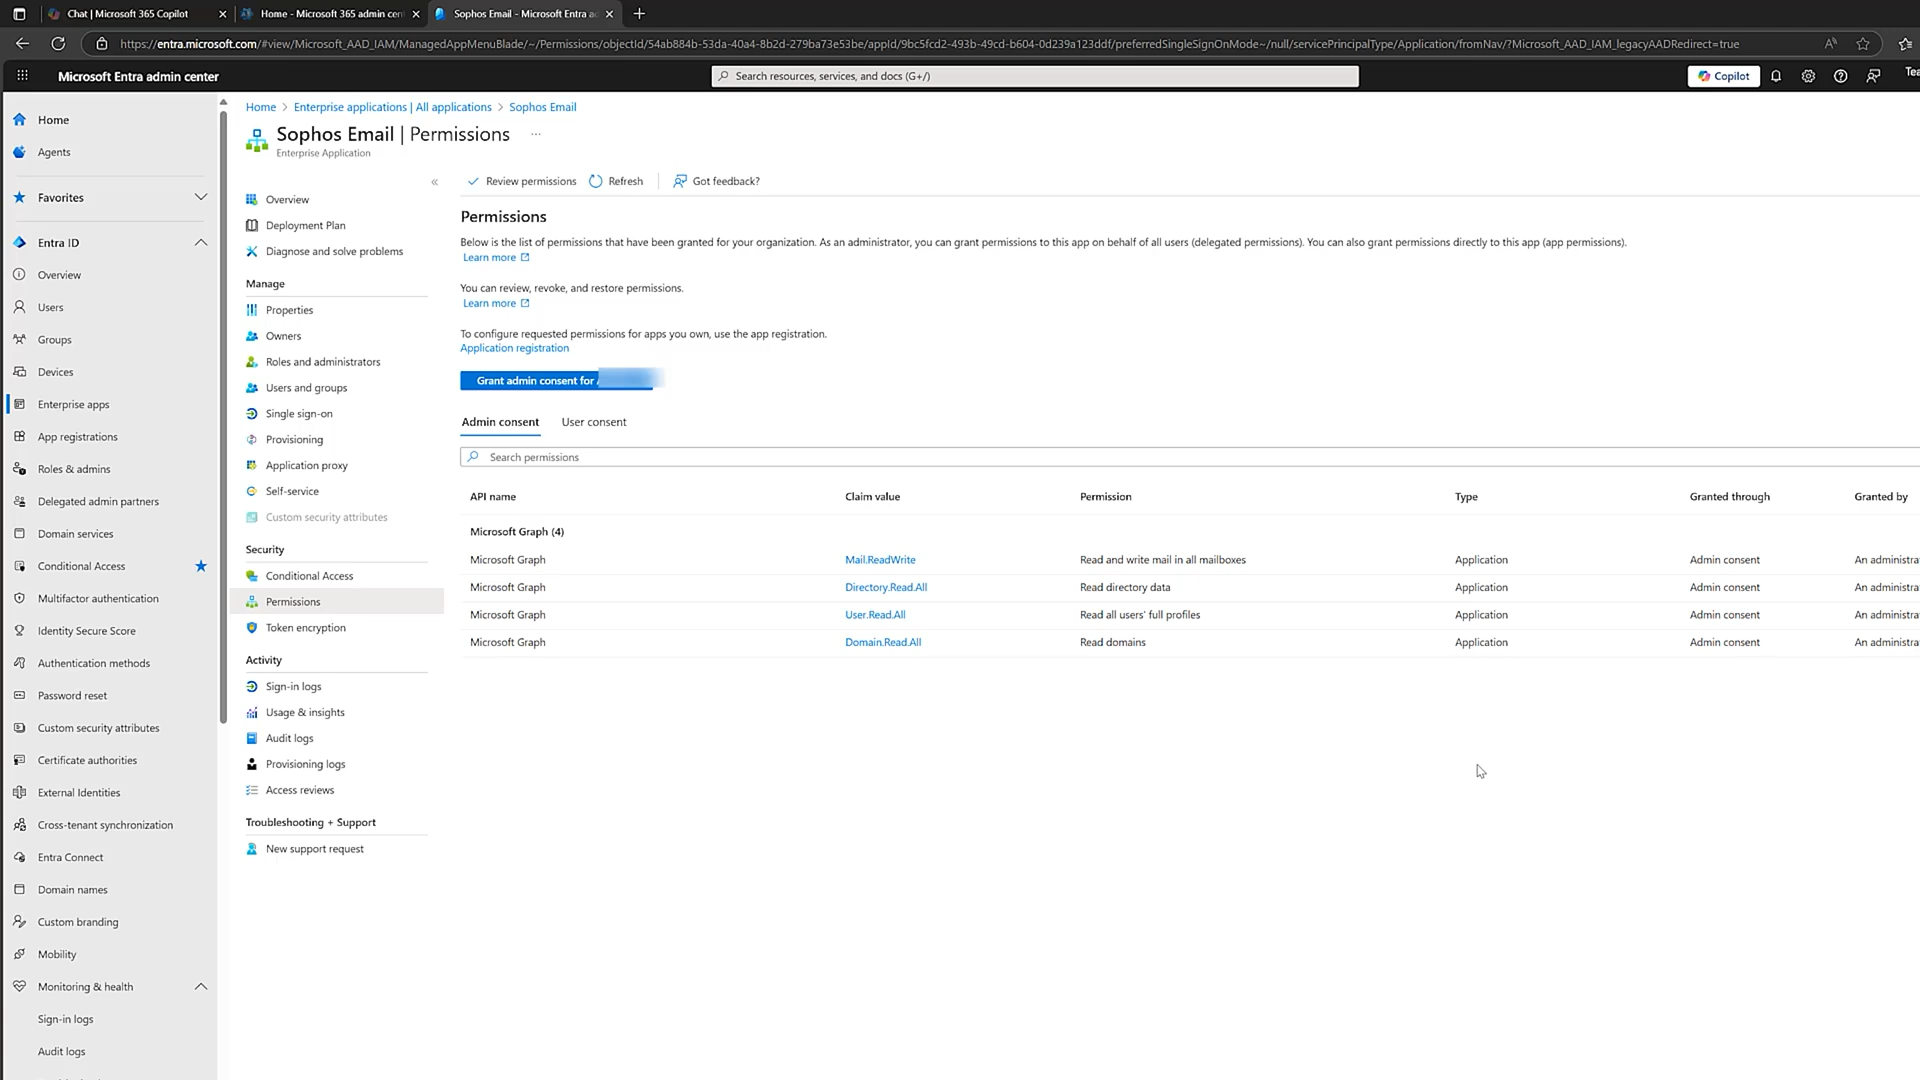 Chat | Microsoft 365 Copilot
Home - Microsoft 365 admin cen
Sophos Email - Microsoft Entra ad
https://entra.microsoft.com/#view/Microsoft_AAD_IAM/ManagedAppMenuBlade/~/Permissions/objectId/54ab884b-53da-40a4-8b2d-279ba73e53be/appId/9bc5fcd2-493b-49cd-b604-0d239a123ddf/preferredSingleSignOnMode~/null/servicePrincipalType/Application/fromNav/?Microsoft_AAD_IAM_legacyAADRedirect=true
Microsoft Entra admin center
Search resources, services, and docs (G+/)
Copilot
Home
Agents
Favorites
Entra ID
Overview
Users
Groups
Devices
Enterprise apps
App registrations
Roles & admins
Delegated admin partners
Domain services
Conditional Access
Multifactor authentication
Identity Secure Score
Authentication methods
Password reset
Custom security attributes
Certificate authorities
External Identities
Cross-tenant synchronization
Entra Connect
Domain names
Custom branding
Mobility
Monitoring & health
Sign-in logs
Audit logs
Home > Enterprise applications | All applications > Sophos Email
Sophos Email | Permissions ...
Enterprise Application
Overview
Deployment Plan
Diagnose and solve problems
Manage
Properties
Owners
Roles and administrators
Users and groups
Single sign-on
Provisioning
Application proxy
Self-service
Custom security attributes
Security
Conditional Access
Permissions
Token encryption
Activity
Sign-in logs
Usage & insights
Audit logs
Provisioning logs
Access reviews
Troubleshooting + Support
New support request
Review permissions
Refresh
Got feedback?
Permissions
Below is the list of permissions that have been granted for your organization. As an administrator, you can grant permissions to this app on behalf of all users (delegated permissions). You can also grant permissions directly to this app (app permissions).
Learn more
You can review, revoke, and restore permissions.
Learn more
To configure requested permissions for apps you own, use the app registration.
Application registration
Grant admin consent for
Admin consent
User consent
Search permissions
API name Claim value Permission Type Granted through Granted by
Microsoft Graph (4)
Microsoft Graph Mail.ReadWrite Read and write mail in all mailboxes Application Admin consent An administra
Microsoft Graph Directory.Read.All Read directory data Application Admin consent An administra
Microsoft Graph User.Read.All Read all users' full profiles Application Admin consent An administra
Microsoft Graph Domain.Read.All Read domains Application Admin consent An administra